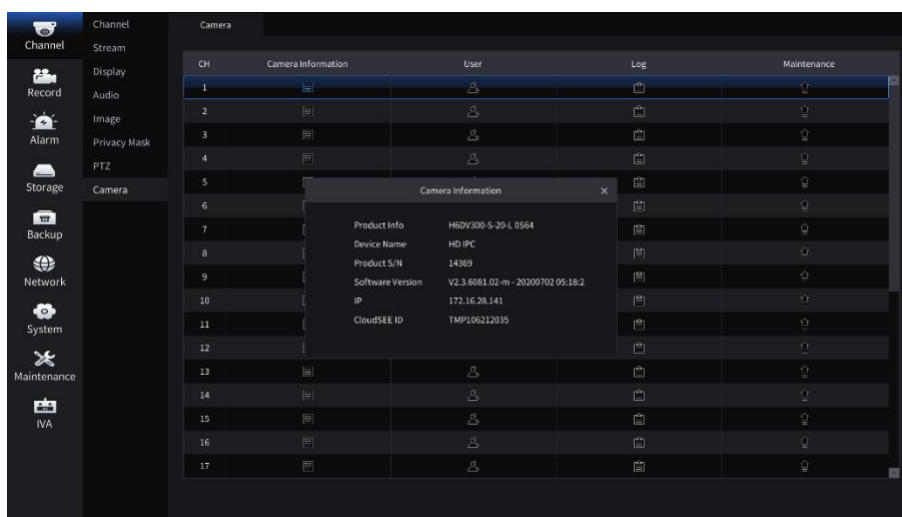 Channel
Record
Alarm
Storage
Backup
Network
System
Maintenance
IVA
Channel
Stream
Display
Audio
Image
Privacy Mask
PTZ
Camera
Camera
CH Camera Information User Log Maintenance
1
2
3
4
5
6
7
8
9
10
11
12
13
14
15
16
17
Camera Information
Product Info H6DV300-S-20-L 0564
Device Name HD IPC
Product S/N 14369
Software Version V2.3.6081.02-m - 20200702 05:18:2
IP 172.16.28.141
CloudSEE ID TMP106212035